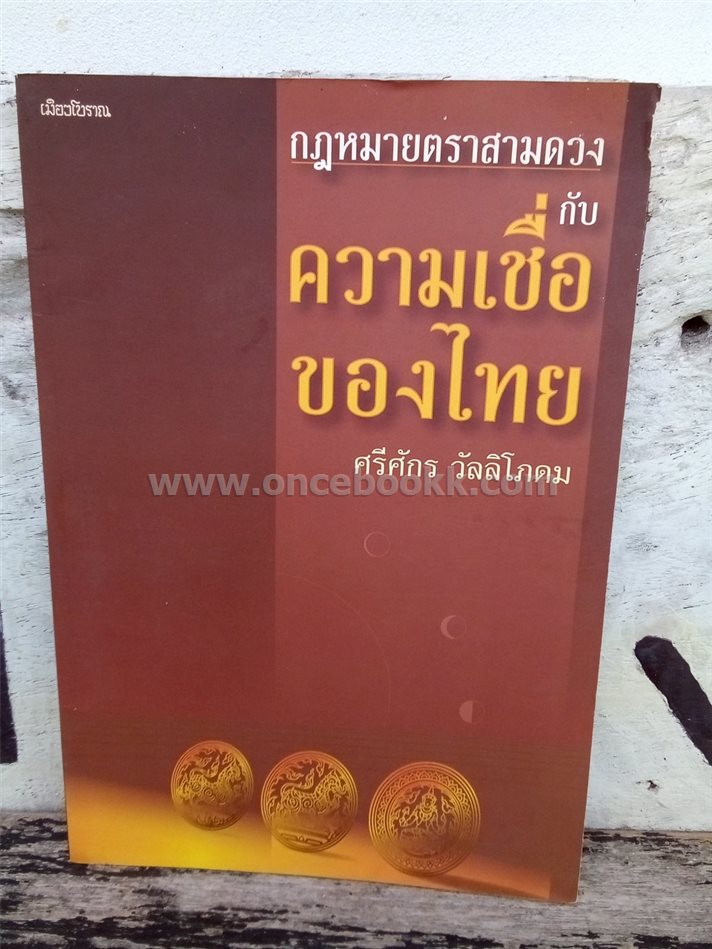 เมืองโบราณ
กฎหมายตราสามดวง
กับ
ความเชื่อ
ของไทย
ศรีศักร วัลลิโภดม
www.oncebookk.com